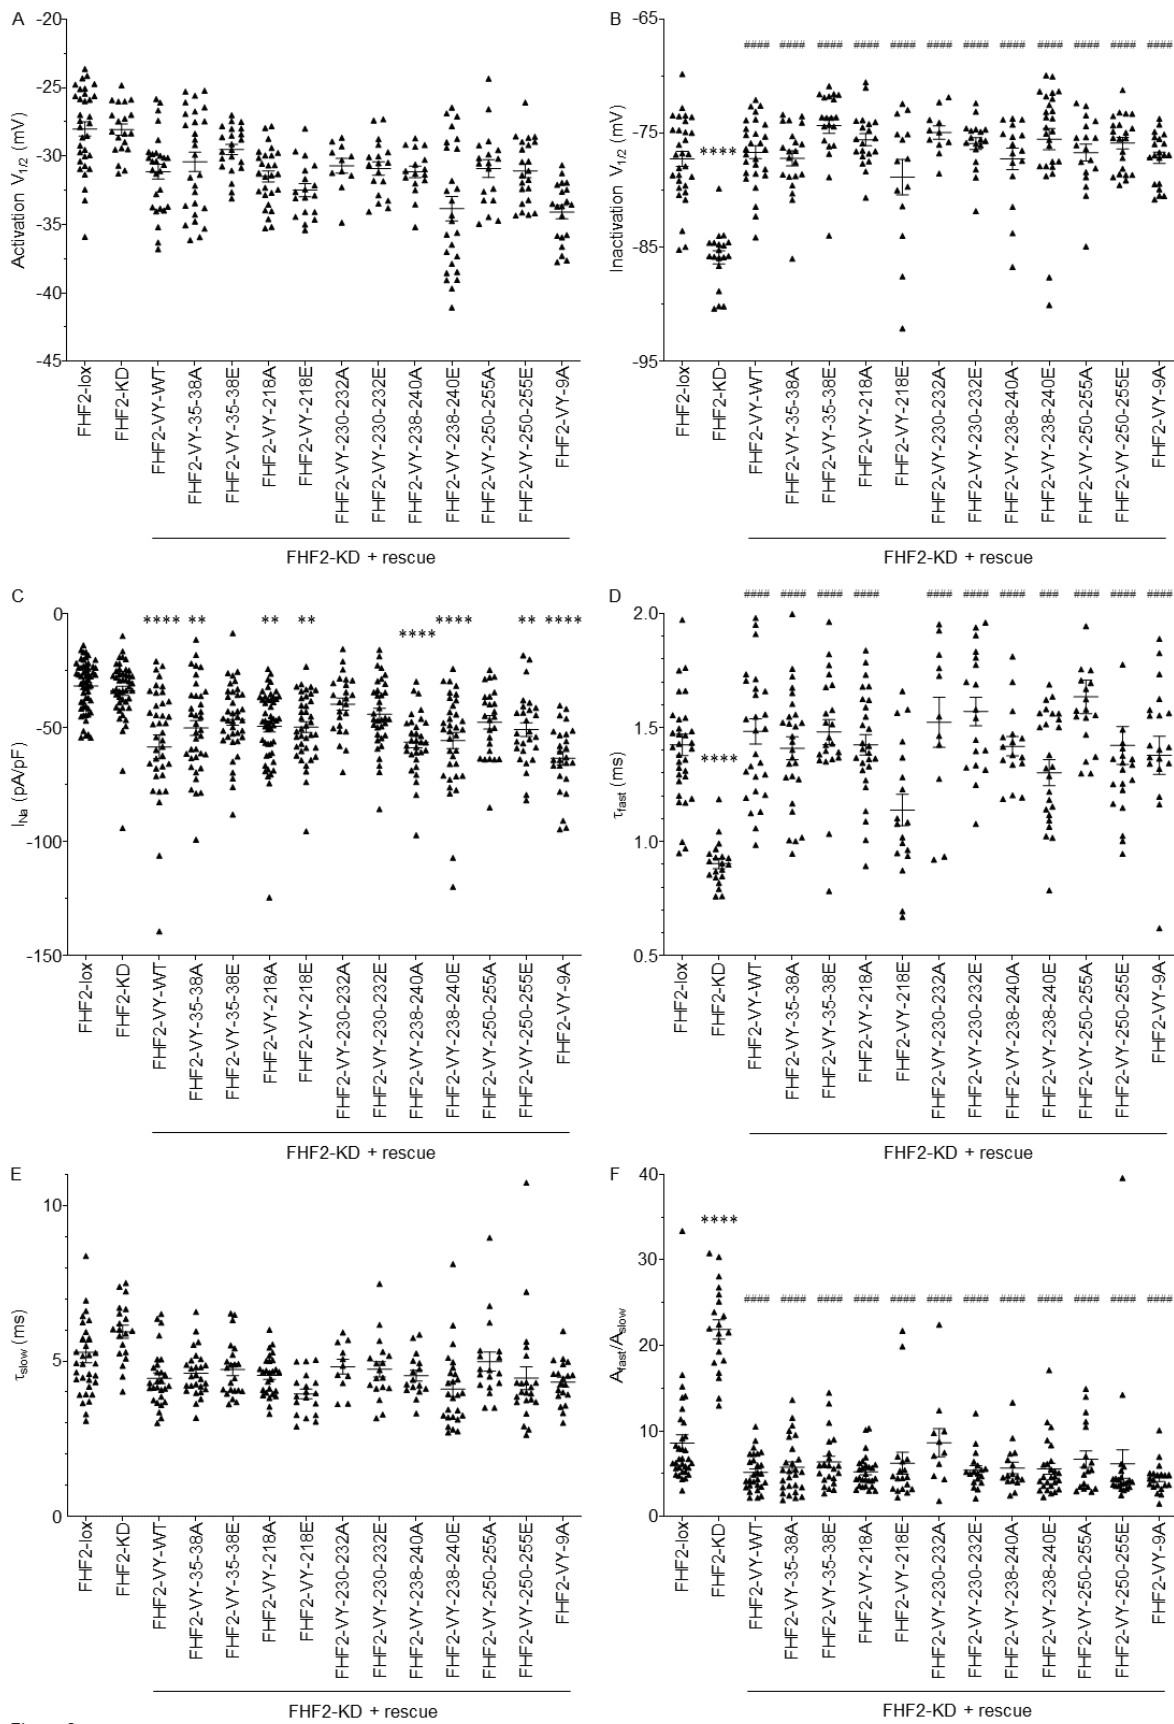 A
-20
-25
-30
-35
-40
-45
Activation V1/2 (mV)
FHF2-lox
FHF2-KD
FHF2-VY-WT
FHF2-VY-35-38A
FHF2-VY-35-38E
FHF2-VY-218A
FHF2-VY-218E
FHF2-VY-230-232A
FHF2-VY-230-232E
FHF2-VY-238-240A
FHF2-VY-238-240E
FHF2-VY-250-255A
FHF2-VY-250-255E
FHF2-VY-9A
FHF2-KD + rescue
B
-65
-75
-85
-95
Inactivation V1/2 (mV)
****
#### #### #### #### #### #### #### #### #### #### #### ####
FHF2-lox
FHF2-KD
FHF2-VY-WT
FHF2-VY-35-38A
FHF2-VY-35-38E
FHF2-VY-218A
FHF2-VY-218E
FHF2-VY-230-232A
FHF2-VY-230-232E
FHF2-VY-238-240A
FHF2-VY-238-240E
FHF2-VY-250-255A
FHF2-VY-250-255E
FHF2-VY-9A
FHF2-KD + rescue
C
0
-50
-100
-150
INa (pA/pF)
**** ** ** ** **** **** ** ****
FHF2-lox
FHF2-KD
FHF2-VY-WT
FHF2-VY-35-38A
FHF2-VY-35-38E
FHF2-VY-218A
FHF2-VY-218E
FHF2-VY-230-232A
FHF2-VY-230-232E
FHF2-VY-238-240A
FHF2-VY-238-240E
FHF2-VY-250-255A
FHF2-VY-250-255E
FHF2-VY-9A
FHF2-KD + rescue
D
2.0
1.5
1.0
0.5
τfast (ms)
****
#### #### #### #### #### #### #### ### #### #### ####
FHF2-lox
FHF2-KD
FHF2-VY-WT
FHF2-VY-35-38A
FHF2-VY-35-38E
FHF2-VY-218A
FHF2-VY-218E
FHF2-VY-230-232A
FHF2-VY-230-232E
FHF2-VY-238-240A
FHF2-VY-238-240E
FHF2-VY-250-255A
FHF2-VY-250-255E
FHF2-VY-9A
FHF2-KD + rescue
E
10
5
0
τslow (ms)
FHF2-lox
FHF2-KD
FHF2-VY-WT
FHF2-VY-35-38A
FHF2-VY-35-38E
FHF2-VY-218A
FHF2-VY-218E
FHF2-VY-230-232A
FHF2-VY-230-232E
FHF2-VY-238-240A
FHF2-VY-238-240E
FHF2-VY-250-255A
FHF2-VY-250-255E
FHF2-VY-9A
FHF2-KD + rescue
F
40
30
20
10
0
Afast/Aslow
****
#### #### #### #### #### #### #### #### #### #### #### ####
FHF2-lox
FHF2-KD
FHF2-VY-WT
FHF2-VY-35-38A
FHF2-VY-35-38E
FHF2-VY-218A
FHF2-VY-218E
FHF2-VY-230-232A
FHF2-VY-230-232E
FHF2-VY-238-240A
FHF2-VY-238-240E
FHF2-VY-250-255A
FHF2-VY-250-255E
FHF2-VY-9A
FHF2-KD + rescue